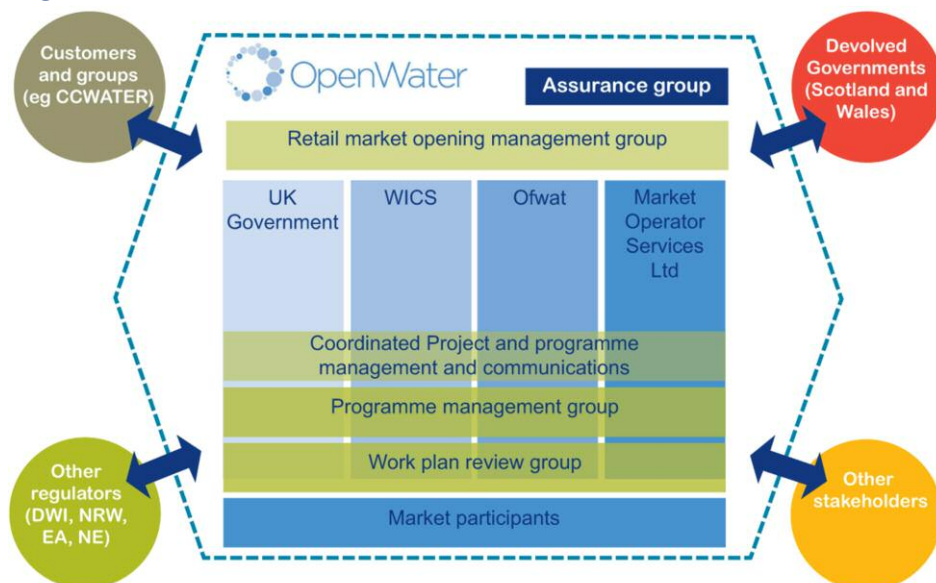 Customers
and groups
(eg CCWATER)
OpenWater
Assurance group
Devolved
Governments
(Scotland and
Wales)
Retail market opening management group
UK
Government
WICS
Ofwat
Market
Operator
Services
Ltd
Coordinated Project and programme
management and communications
Programme management group
Work plan review group
Market participants
Other
regulators
(DWI, NRW,
EA, NE)
Other
stakeholders